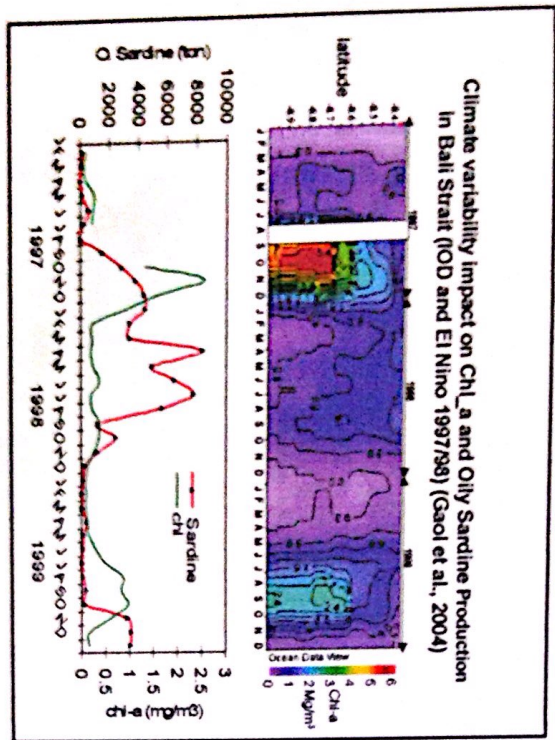 Climate variability impact on Chl_a and Oily Sardine Production
in Bali Strait (IOD and El Nino 1997/98) (Gaol et al., 2004)
1997 1998 1999
latitude
J F M A M J J A S O N D J F M A M J J A S O N D J F M A M J J A S O N D
Ocean Data View
Chl-a
Mg/m³
0 1 2 3 4 5 6
O. Sardine (ton)
10000
8000
6000
4000
2000
0
Sardine
chl
3
2.5
2
1.5
1
0.5
0
chl-a (mg/m3)
1997 1998 1999